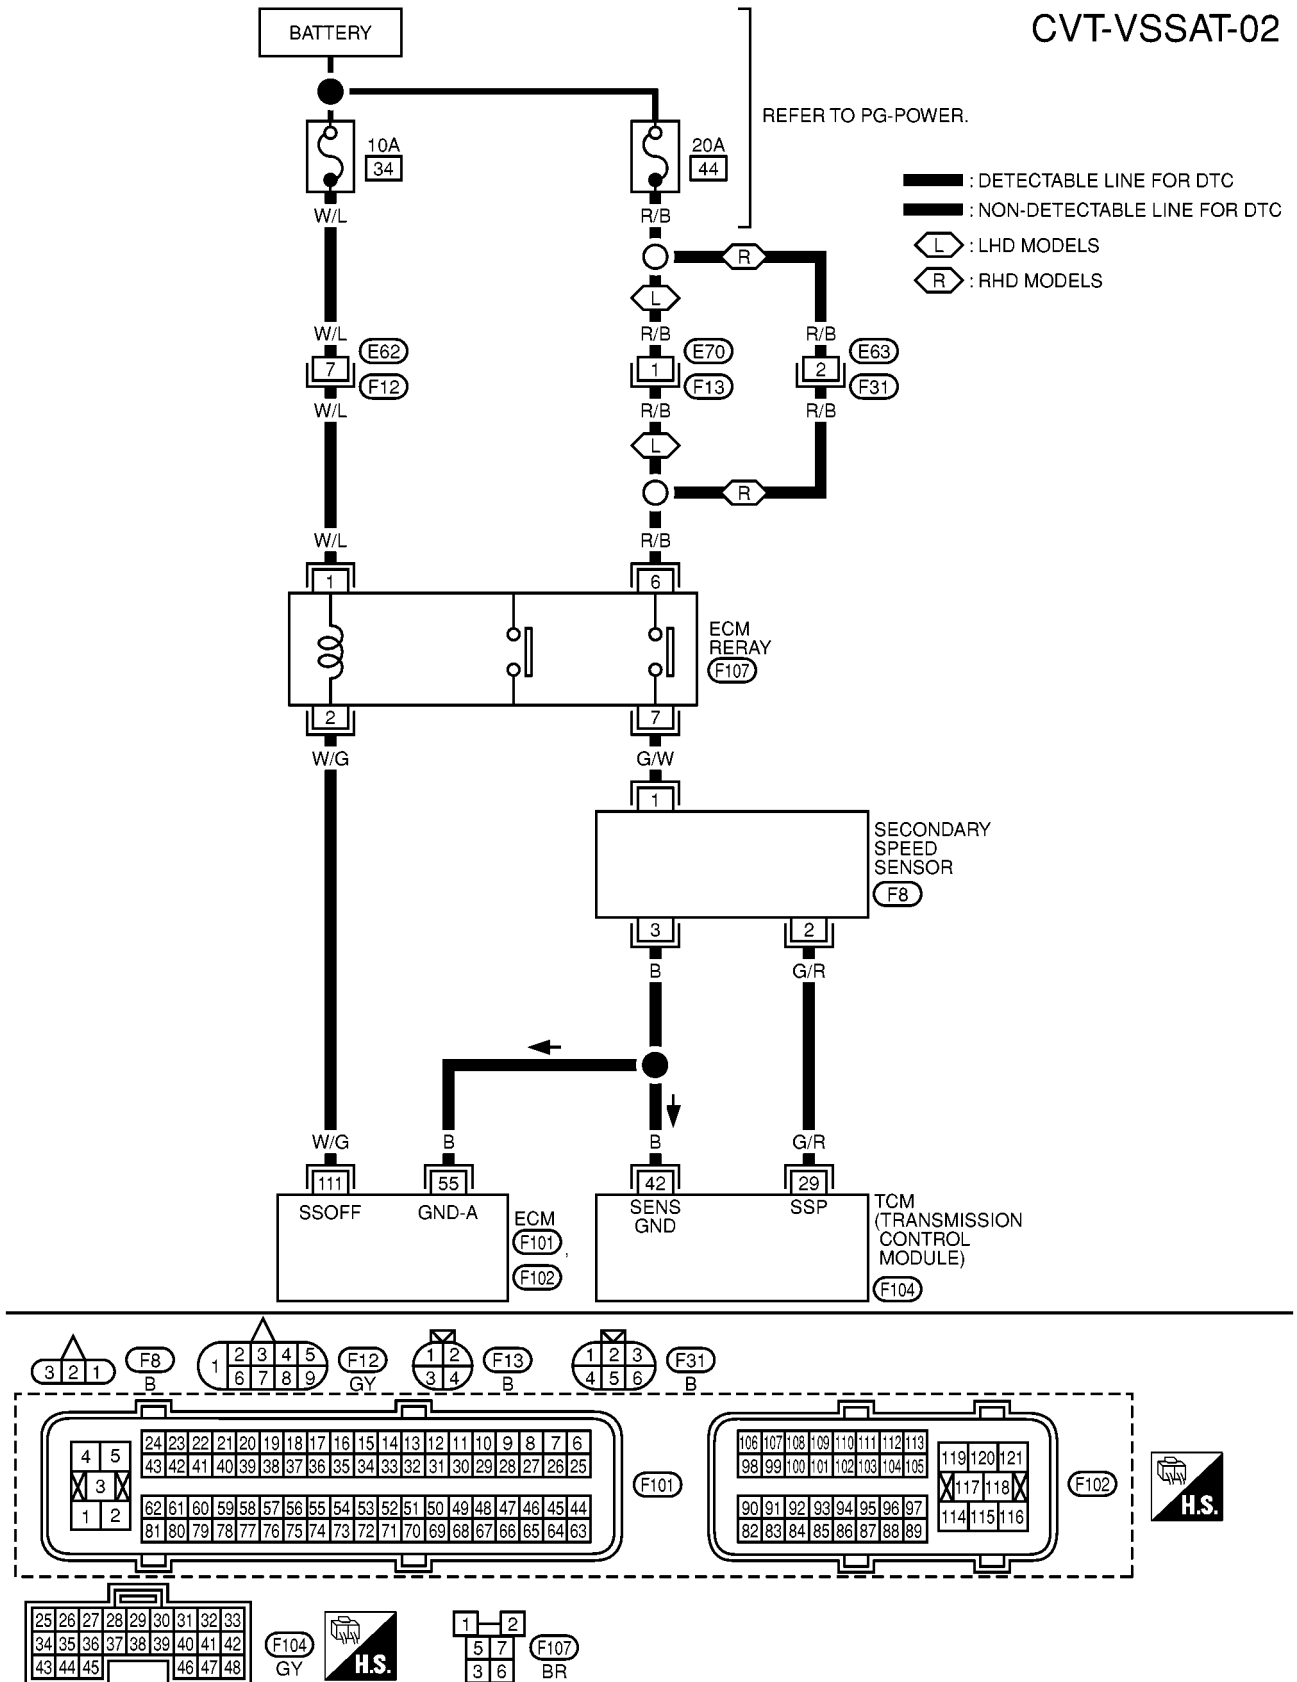 CVT-VSSAT-02
BATTERY
REFER TO PG-POWER.
10A
34
20A
44
: DETECTABLE LINE FOR DTC
: NON-DETECTABLE LINE FOR DTC
L : LHD MODELS
R : RHD MODELS
W/L R/B
R
L
W/L R/B R/B
7 E62 F12
1 E70 F13
2 E63 F31
W/L R/B R/B
L
R
W/L R/B
1 6
ECM
RERAY
F107
2 7
W/G G/W
1
SECONDARY
SPEED
SENSOR
F8
3 2
B G/R
W/G B B G/R
111 55 42 29
SSOFF GND-A
SENS
GND
SSP
ECM
F101 ,
F102
TCM
(TRANSMISSION
CONTROL
MODULE)
F104
3 2 1
F8
B
1 2 3 4 5
6 7 8 9
F12
GY
1 2
3 4
F13
B
1 2 3
4 5 6
F31
B
4 5
3
1 2
24 23 22 21 20 19 18 17 16 15 14 13 12 11 10 9 8 7 6
43 42 41 40 39 38 37 36 35 34 33 32 31 30 29 28 27 26 25
62 61 60 59 58 57 56 55 54 53 52 51 50 49 48 47 46 45 44
81 80 79 78 77 76 75 74 73 72 71 70 69 68 67 66 65 64 63
F101
106 107 108 109 110 111 112 113
98 99 100 101 102 103 104 105
90 91 92 93 94 95 96 97
82 83 84 85 86 87 88 89
119 120 121
117 118
114 115 116
F102
H.S.
25 26 27 28 29 30 31 32 33
34 35 36 37 38 39 40 41 42
43 44 45 46 47 48
F104
GY
H.S.
1 2
5 7
3 6
F107
BR